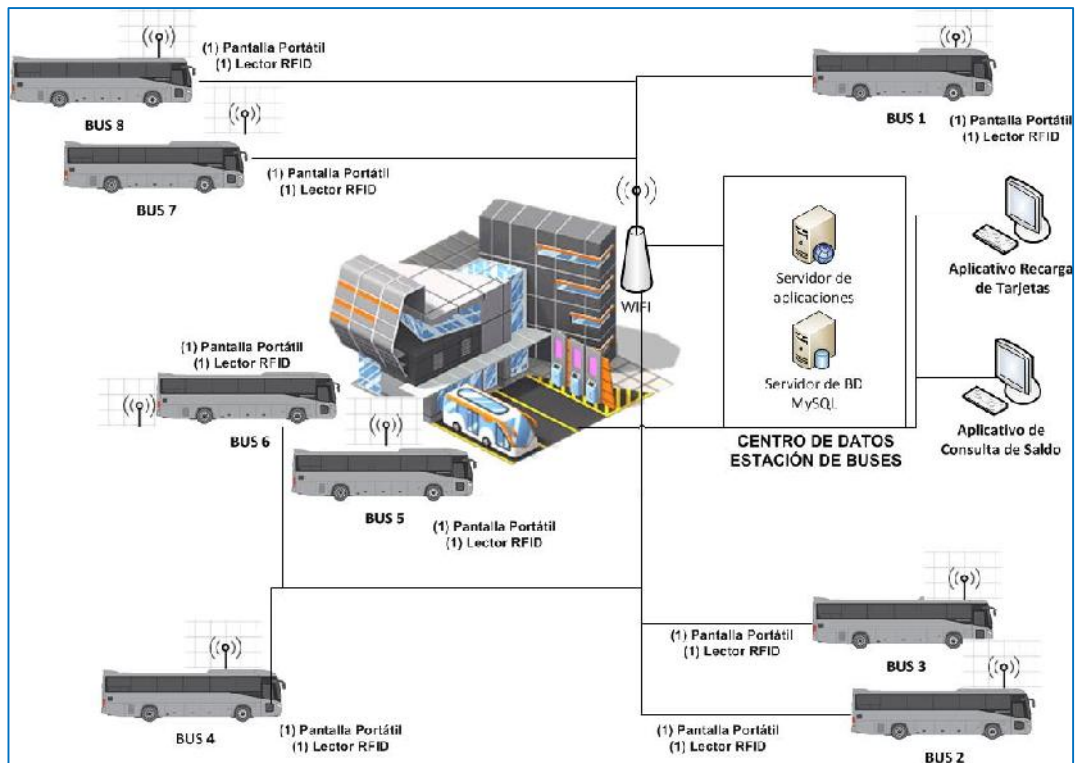 (1) Pantalla Portátil
(1) Lector RFID
BUS 8
BUS 1
(1) Pantalla Portátil
(1) Lector RFID
(1) Pantalla Portátil
(1) Lector RFID
BUS 7
WIFI
Servidor de
aplicaciones
Servidor de BD
MySQL
CENTRO DE DATOS
ESTACIÓN DE BUSES
Aplicativo Recarga
de Tarjetas
Aplicativo de
Consulta de Saldo
(1) Pantalla Portátil
(1) Lector RFID
BUS 6
BUS 5
(1) Pantalla Portátil
(1) Lector RFID
(1) Pantalla Portátil
(1) Lector RFID
BUS 3
BUS 4
(1) Pantalla Portátil
(1) Lector RFID
(1) Pantalla Portátil
(1) Lector RFID
BUS 2